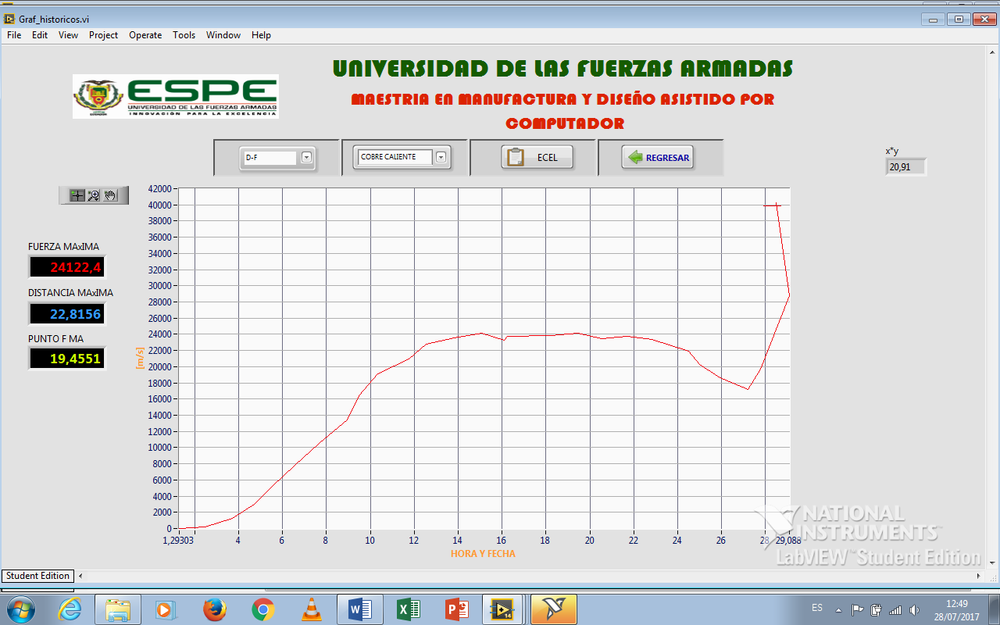 Graf_historicos.vi
File Edit View Project Operate Tools Window Help
UNIVERSIDAD DE LAS FUERZAS ARMADAS
MAESTRIA EN MANUFACTURA Y DISEÑO ASISTIDO POR
COMPUTADOR
ESPE
UNIVERSIDAD DE LAS FUERZAS ARMADAS
INNOVACIÓN PARA LA EXCELENCIA
D-F
COBRE CALIENTE
ECEL
REGRESAR
x*y
20,91
FUERZA MAxIMA
24122,4
DISTANCIA MAxIMA
22,8156
PUNTO F MA
19,4551
[m/s]
42000
40000
38000
36000
34000
32000
30000
28000
26000
24000
22000
20000
18000
16000
14000
12000
10000
8000
6000
4000
2000
0
1,29303 4 6 8 10 12 14 16 18 20 22 24 26 28 29,088
HORA Y FECHA
NATIONAL
INSTRUMENTS™
LabVIEW™ Student Edition
Student Edition
14
ES
12:49
28/07/2017